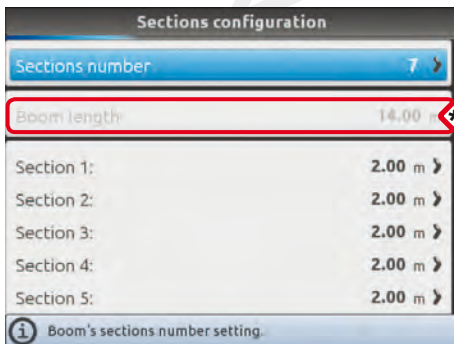 Sections configuration
Sections number 7
Boom length 14.00 m *
Section 1: 2.00 m
Section 2: 2.00 m
Section 3: 2.00 m
Section 4: 2.00 m
Section 5: 2.00 m
Boom's sections number setting.